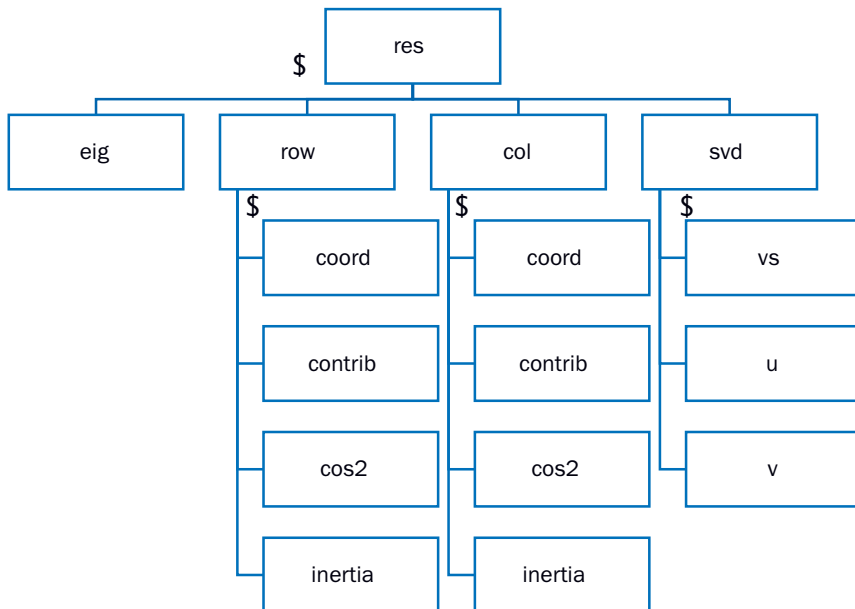 res
$
eig
row
col
svd
$
$
$
coord
coord
vs
contrib
contrib
u
cos2
cos2
v
inertia
inertia